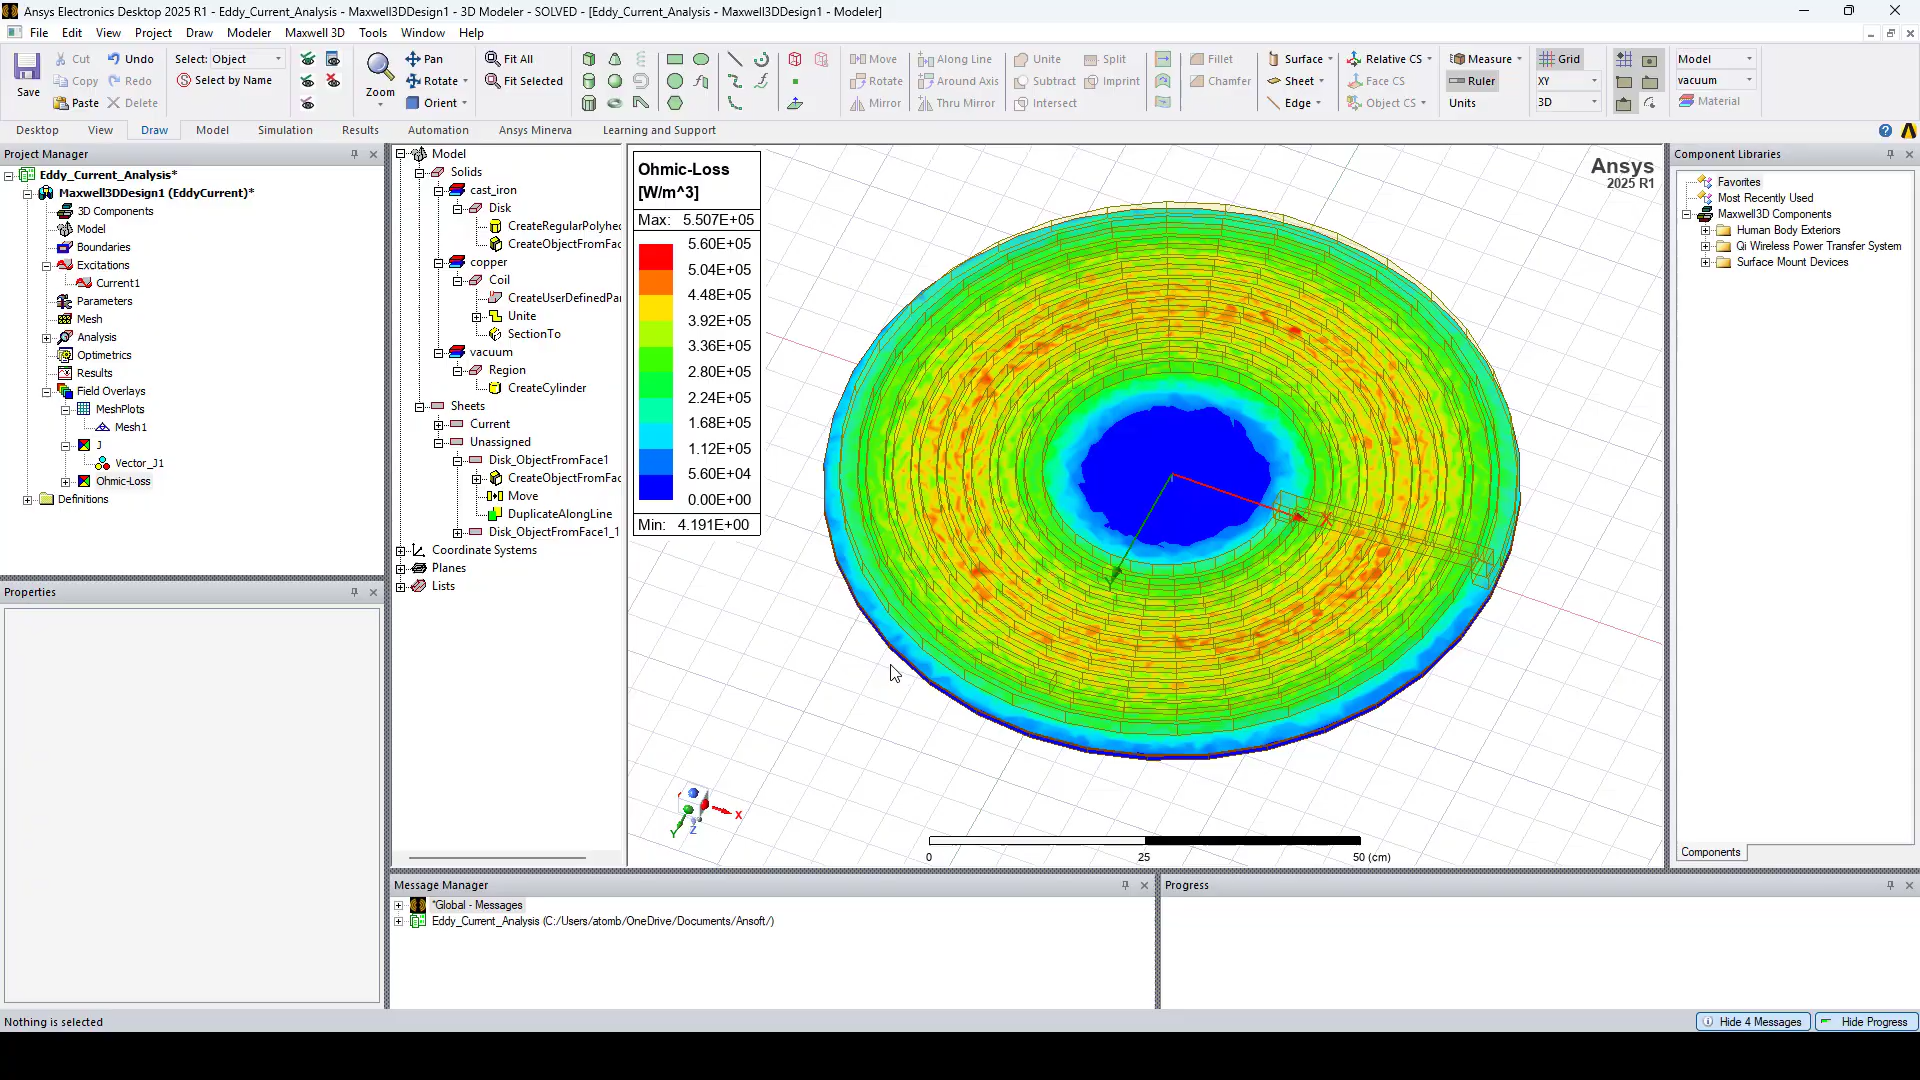 Ansys Electronics Desktop 2025 R1 - Eddy_Current_Analysis - Maxwell3DDesign1 - 3D Modeler - SOLVED - [Eddy_Current_Analysis - Maxwell3DDesign1 - Modeler]
File Edit View Project Draw Modeler Maxwell 3D Tools Window Help
Save Cut Undo Select: Object Zoom Pan Fit All Move Along Line Unite Split Fillet Surface Relative CS Measure Grid Model
Copy Redo Select by Name Rotate Fit Selected Rotate Around Axis Subtract Imprint Chamfer Sheet Face CS Ruler XY vacuum
Paste Delete Orient Mirror Thru Mirror Intersect Edge Object CS Units 3D Material
Desktop View Draw Model Simulation Results Automation Ansys Minerva Learning and Support
Project Manager
Eddy_Current_Analysis*
Maxwell3DDesign1 (EddyCurrent)*
3D Components
Model
Boundaries
Excitations
Current1
Parameters
Mesh
Analysis
Optimetrics
Results
Field Overlays
MeshPlots
Mesh1
J
Vector_J1
Ohmic-Loss
Definitions
Properties
Model
Solids
cast_iron
Disk
CreateRegularPolyhec
CreateObjectFromFac
copper
Coil
CreateUserDefinedPar
Unite
SectionTo
vacuum
Region
CreateCylinder
Sheets
Current
Unassigned
Disk_ObjectFromFace1
CreateObjectFromFac
Move
DuplicateAlongLine
Disk_ObjectFromFace1_1
Coordinate Systems
Planes
Lists
Ohmic-Loss
[W/m^3]
Max: 5.507E+05
5.60E+05
5.04E+05
4.48E+05
3.92E+05
3.36E+05
2.80E+05
2.24E+05
1.68E+05
1.12E+05
5.60E+04
0.00E+00
Min: 4.191E+00
Ansys
2025 R1
X
Y
X
Y
Z
0 25 50 (cm)
Component Libraries
Favorites
Most Recently Used
Maxwell3D Components
Human Body Exteriors
Qi Wireless Power Transfer System
Surface Mount Devices
Components
Message Manager
*Global - Messages
Eddy_Current_Analysis (C:/Users/atomb/OneDrive/Documents/Ansoft/)
Progress
Nothing is selected
Hide 4 Messages Hide Progress